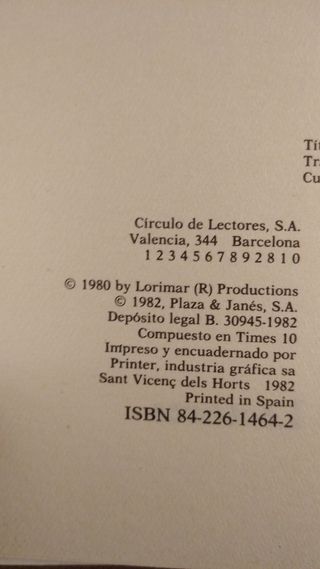 Tít
Tra
Cu
Círculo de Lectores, S.A.
Valencia, 344 Barcelona
1 2 3 4 5 6 7 8 9 2 8 1 0
© 1980 by Lorimar (R) Productions
© 1982, Plaza & Janés, S.A.
Depósito legal B. 30945-1982
Compuesto en Times 10
Impreso y encuadernado por
Printer, industria gráfica sa
Sant Vicenç dels Horts 1982
Printed in Spain
ISBN 84-226-1464-2